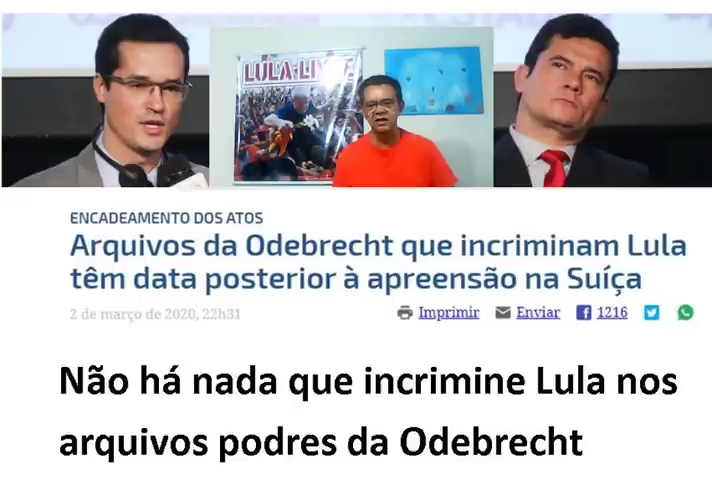 LULA LIV
ENCADEAMENTO DOS ATOS
Arquivos da Odebrecht que incriminam Lula
têm data posterior à apreensão na Suíça
2 de março de 2020, 22h31
Imprimir Enviar 1216
Não há nada que incrimine Lula nos
arquivos podres da Odebrecht